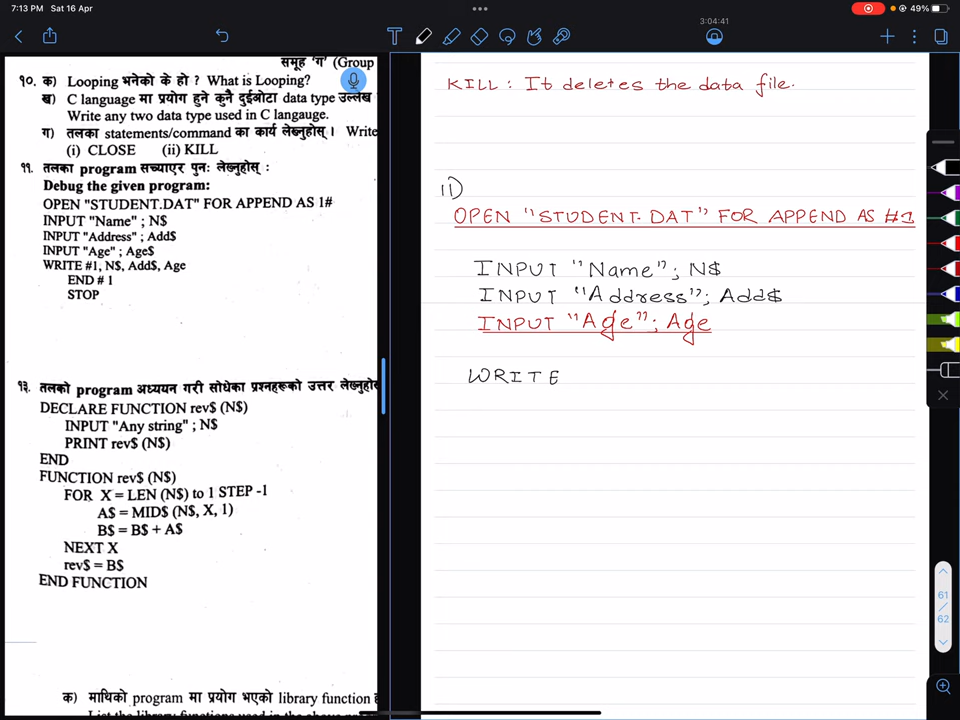 7:13 PM Sat 16 Apr
3:04:41
49%
समूह 'ग' (Group
१०. क) Looping भनेको के हो ? What is Looping?
ख) C language मा प्रयोग हुने कुनै दुईओटा data type उल्लेख
Write any two data type used in C langauge.
ग) तलका statements/command का कार्य लेख्नुहोस् । Write
(i) CLOSE (ii) KILL
११. तलका program सच्याएर पुनः लेख्नुहोस् :
Debug the given program:
OPEN "STUDENT.DAT" FOR APPEND AS 1#
INPUT "Name" ; N$
INPUT "Address" ; Add$
INPUT "Age" ; Age$
WRITE #1, N$, Add$, Age
END # 1
STOP
१३. तलको program अध्ययन गरी सोधेका प्रश्नहरूको उत्तर लेख्नुहोस्
DECLARE FUNCTION rev$ (N$)
INPUT "Any string" ; N$
PRINT rev$ (N$)
END
FUNCTION rev$ (N$)
FOR X = LEN (N$) to 1 STEP -1
A$ = MID$ (N$, X, 1)
B$ = B$ + A$
NEXT X
rev$ = B$
END FUNCTION
क) माथिको program मा प्रयोग भएको library function
KILL : It deletes the data file.
11)
OPEN "STUDENT.DAT" FOR APPEND AS #1
INPUT "Name"; N$
INPUT "Address"; Add$
INPUT "Age"; Age
WRITE
61
/
62